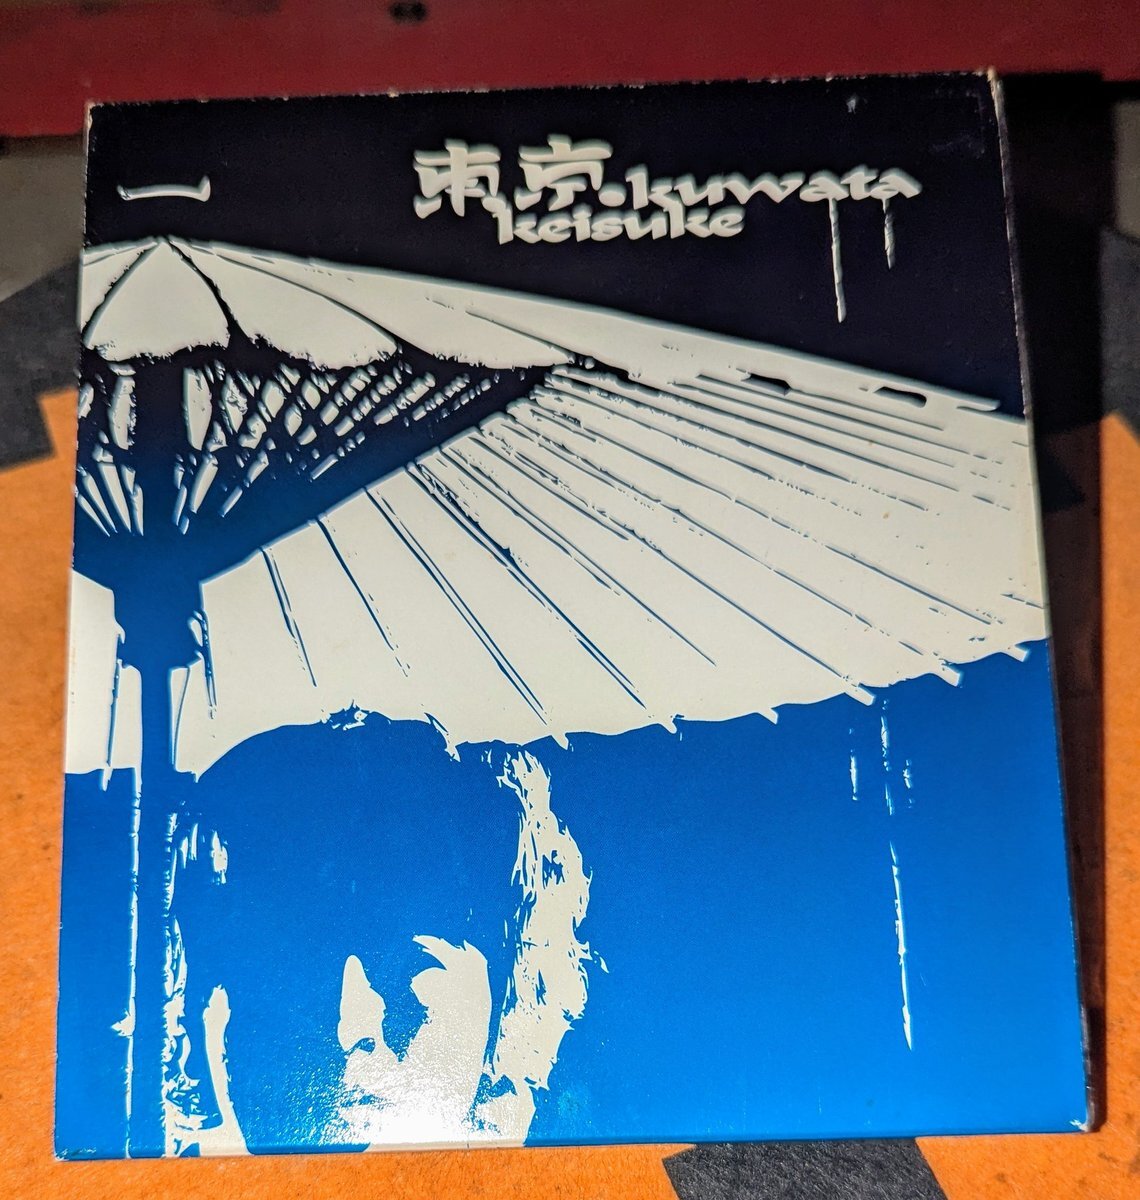 一
東京.kuwata
keisuke